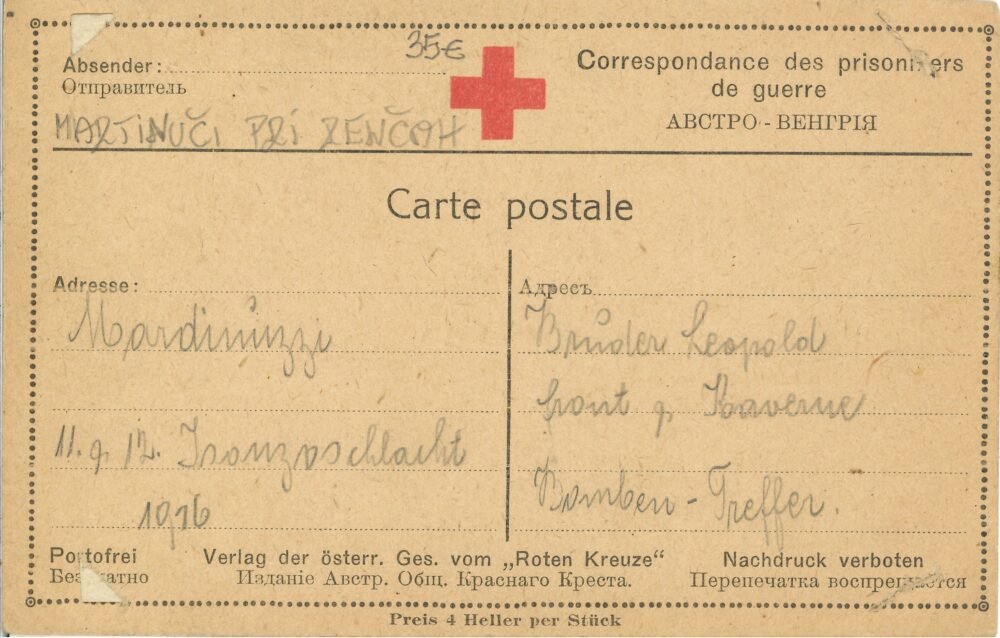 35€
Absender:
Отправитель
MARTINUČI PRI RENČAH
Correspondance des prisonniers
de guerre
АВСТРО-ВЕНГРІЯ
Carte postale
Adresse:
Mardinuzzi
11. 12. Isonzoschlacht
1916
Адресъ
Bruder Leopold
front Kaverne
Bomben-Treffer.
Portofrei
Безплатно
Verlag der österr. Ges. vom „Roten Kreuze“
Изданіе Австр. Общ. Краснаго Креста.
Nachdruck verboten
Перепечатка воспрещается
Preis 4 Heller per Stück